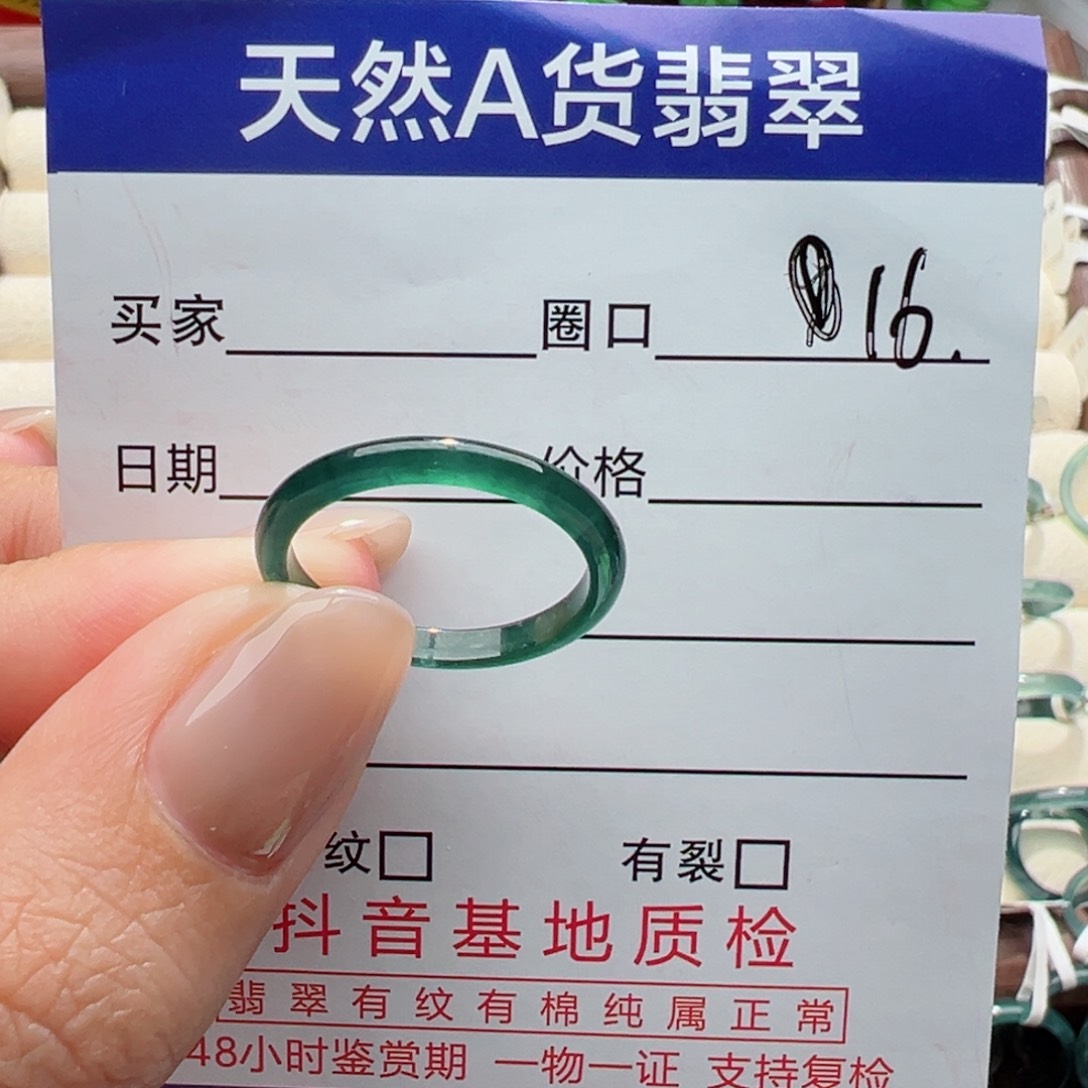 天然A货翡翠
买家 圈口 16.
日期 价格
纹□ 有裂□
抖音基地质检
翡翠有纹有棉纯属正常
48小时鉴赏期 一物一证 支持复检